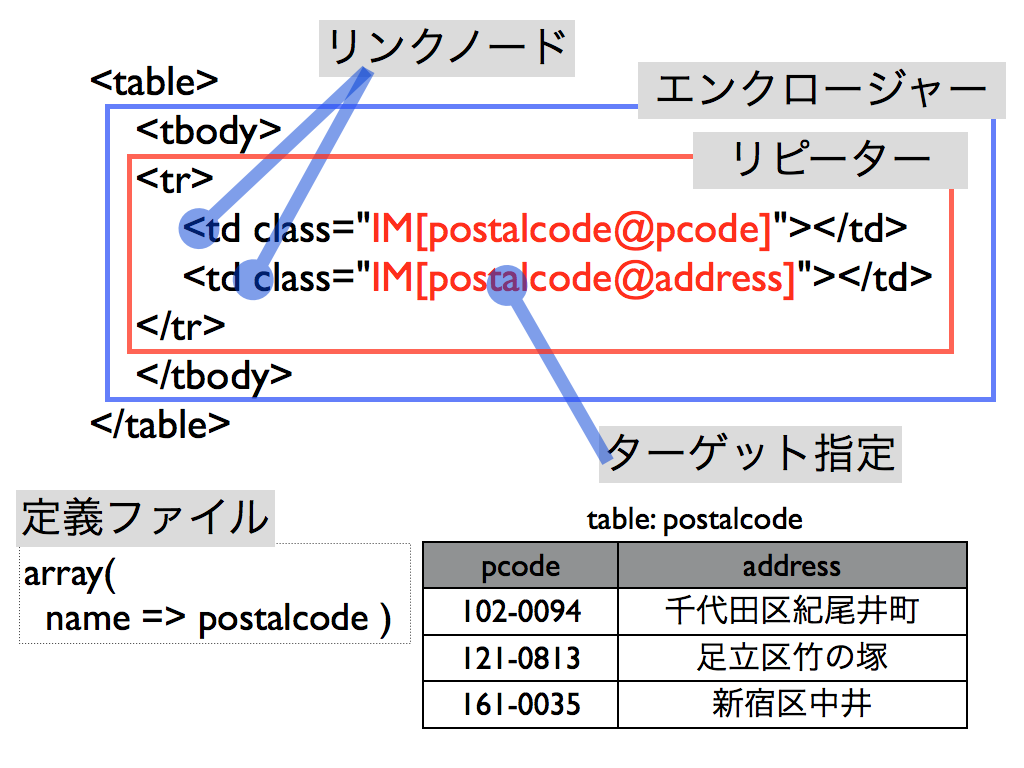 リンクノード
<table>
エンクロージャー
<tbody>
リピーター
<tr>
<td class="IM[postalcode@pcode]"></td>
<td class="IM[postalcode@address]"></td>
</tr>
</tbody>
</table>
ターゲット指定
定義ファイル
array(
name => postalcode )
table: postalcode
pcode address
102-0094 千代田区紀尾井町
121-0813 足立区竹の塚
161-0035 新宿区中井